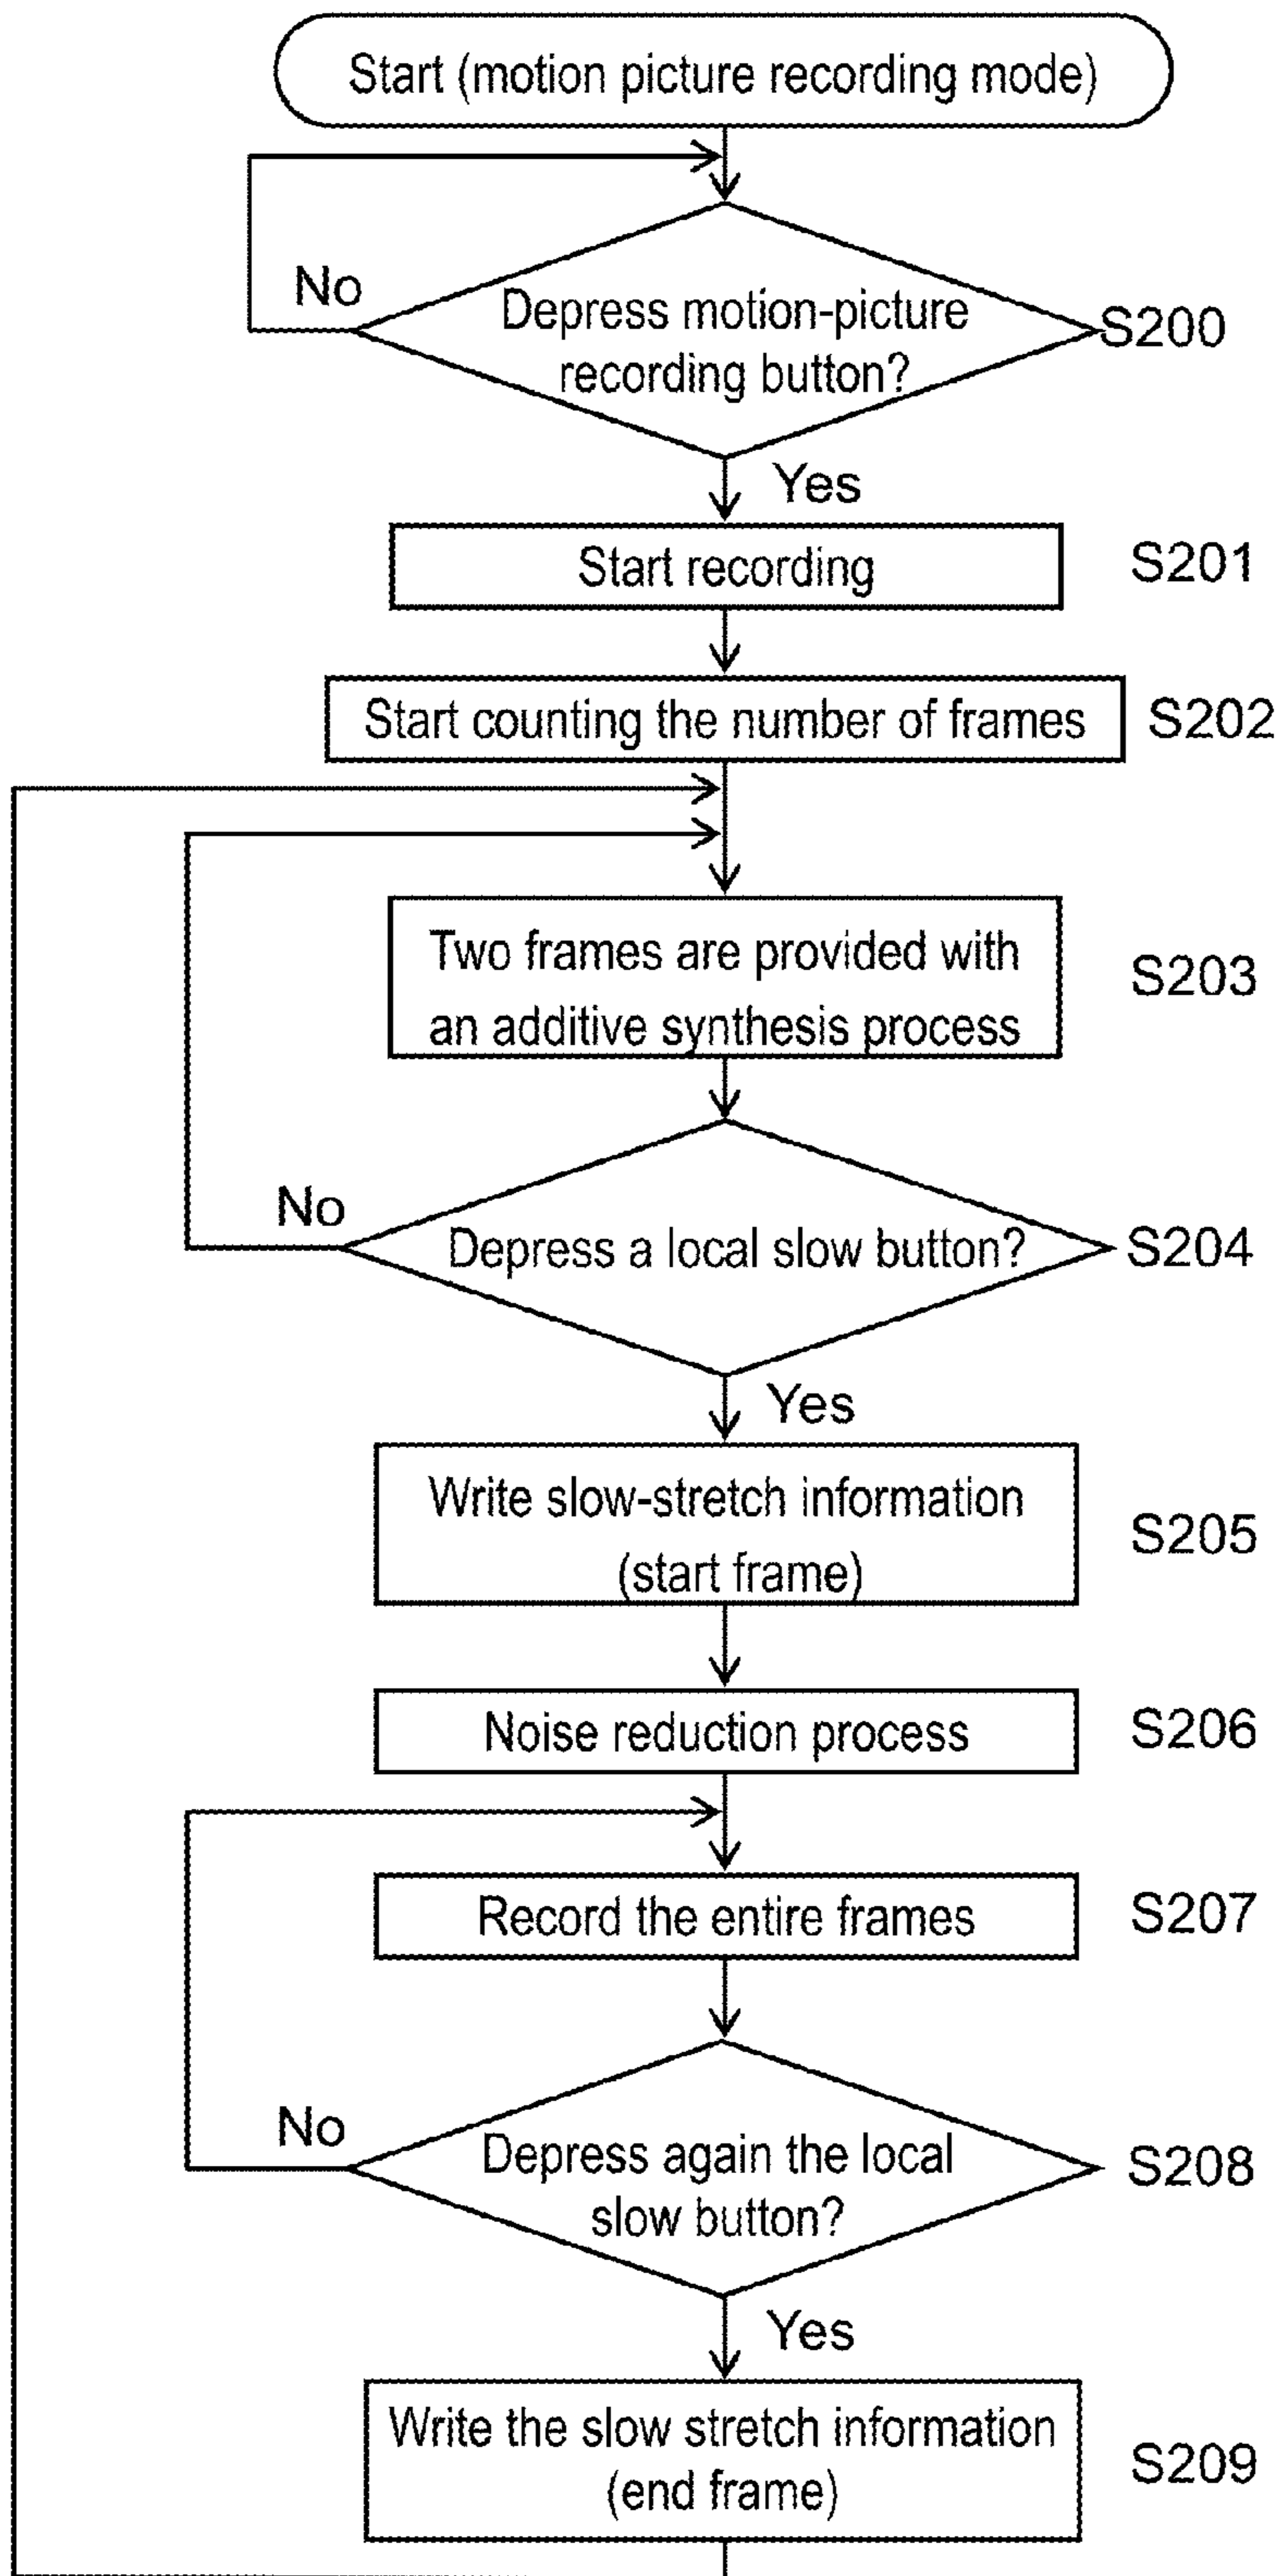 Start (motion picture recording mode)
No
Depress motion-picture
recording button?
S200
Yes
Start recording
S201
Start counting the number of frames
S202
Two frames are provided with
an additive synthesis process
S203
No
Depress a local slow button?
S204
Yes
Write slow-stretch information
(start frame)
S205
Noise reduction process
S206
Record the entire frames
S207
No
Depress again the local
slow button?
S208
Yes
Write the slow stretch information
(end frame)
S209